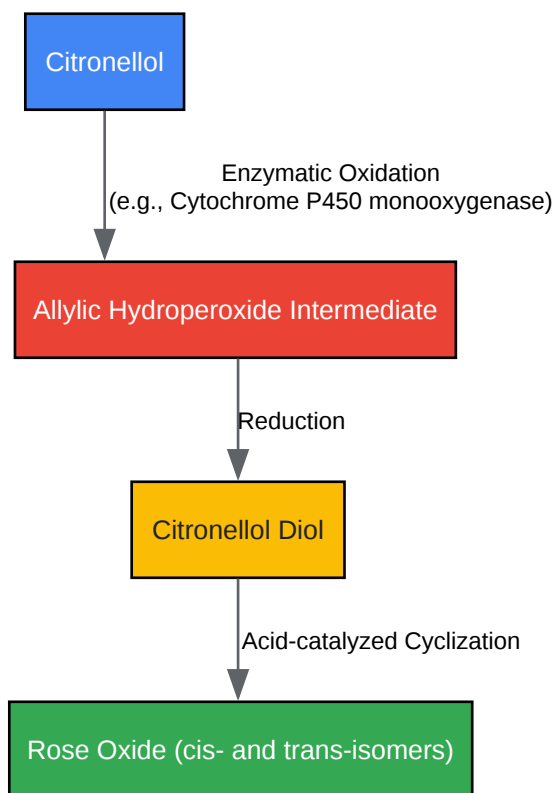 Citronellol
Enzymatic Oxidation
(e.g., Cytochrome P450 monooxygenase)
Allylic Hydroperoxide Intermediate
Reduction
Citronellol Diol
Acid-catalyzed Cyclization
Rose Oxide (cis- and trans-isomers)